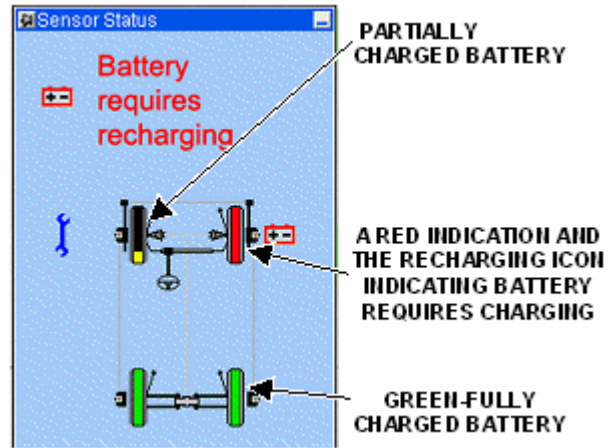 Sensor Status
Battery
requires
recharging
PARTIALLY
CHARGED BATTERY
A RED INDICATION AND
THE RECHARGING ICON
INDICATING BATTERY
REQUIRES CHARGING
GREEN-FULLY
CHARGED BATTERY